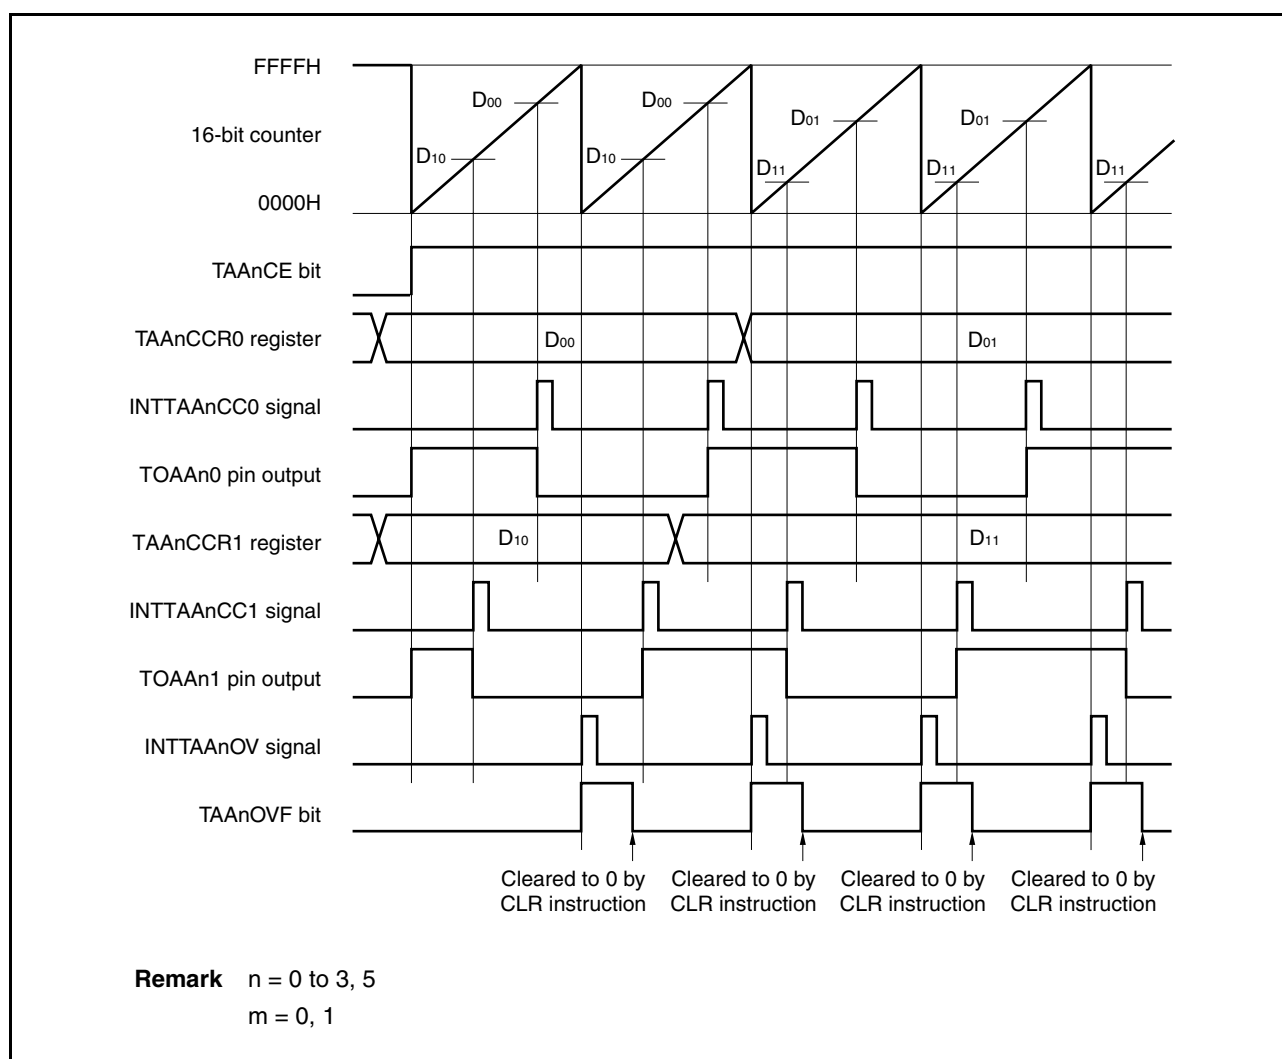 FFFFH
D00 D00
D01 D01
16-bit counter
D10 D10
D11 D11 D11
0000H
TAAnCE bit
TAAnCCR0 register D00 D01
INTTAAnCC0 signal
TOAAn0 pin output
TAAnCCR1 register D10 D11
INTTAAnCC1 signal
TOAAn1 pin output
INTTAAnOV signal
TAAnOVF bit
Cleared to 0 by
CLR instruction
Cleared to 0 by
CLR instruction
Cleared to 0 by
CLR instruction
Cleared to 0 by
CLR instruction
Remark n = 0 to 3, 5
m = 0, 1